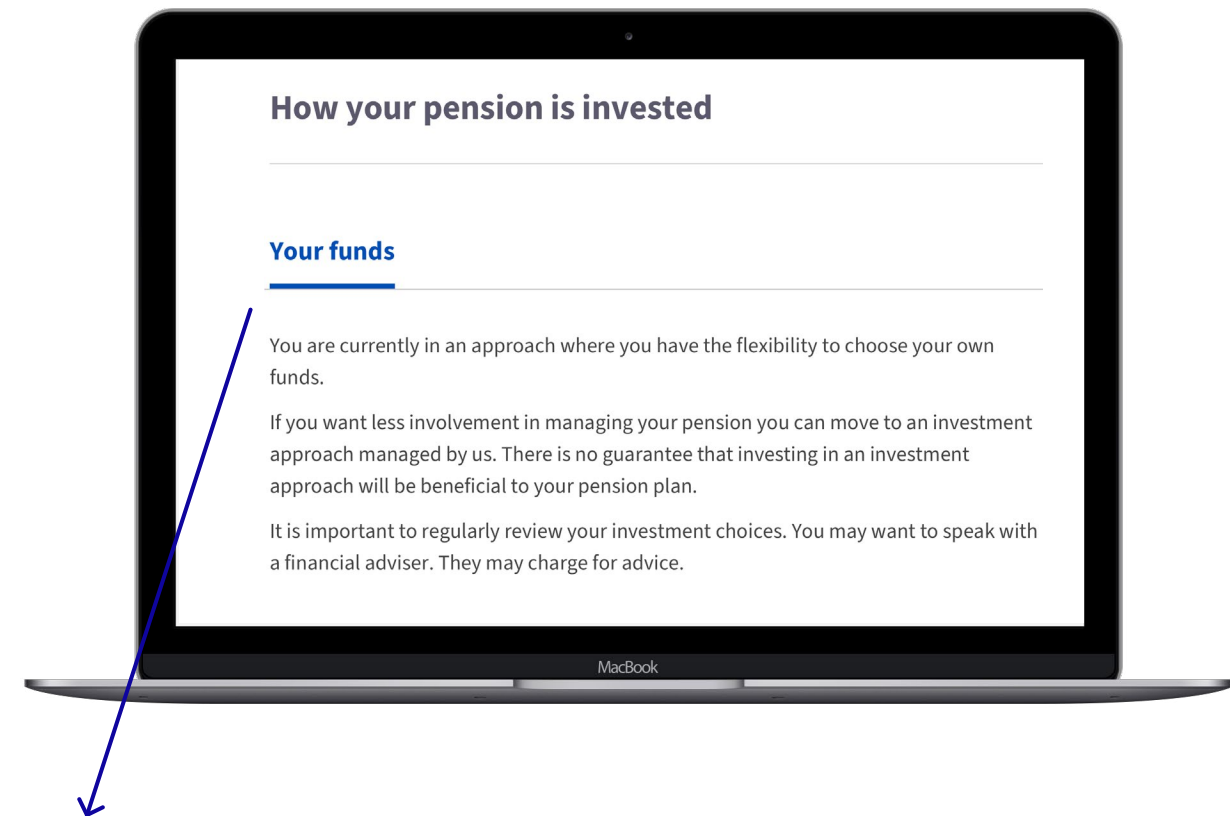 How your pension is invested
Your funds
You are currently in an approach where you have the flexibility to choose your own
funds.
If you want less involvement in managing your pension you can move to an investment
approach managed by us. There is no guarantee that investing in an investment
approach will be beneficial to your pension plan.
It is important to regularly review your investment choices. You may want to speak with
a financial adviser. They may charge for advice.
MacBook